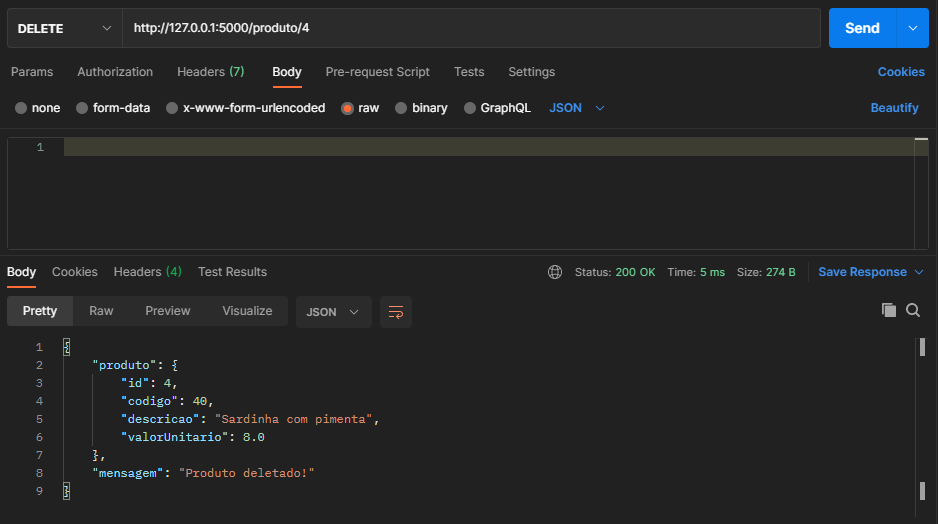 DELETE http://127.0.0.1:5000/produto/4 Send
Params Authorization Headers (7) Body Pre-request Script Tests Settings Cookies
none form-data x-www-form-urlencoded raw binary GraphQL JSON Beautify
1
Body Cookies Headers (4) Test Results Status: 200 OK Time: 5 ms Size: 274 B Save Response
Pretty Raw Preview Visualize JSON
1 {
2 "produto": {
3 "id": 4,
4 "codigo": 40,
5 "descricao": "Sardinha com pimenta",
6 "valorUnitario": 8.0
7 },
8 "mensagem": "Produto deletado!"
9 }